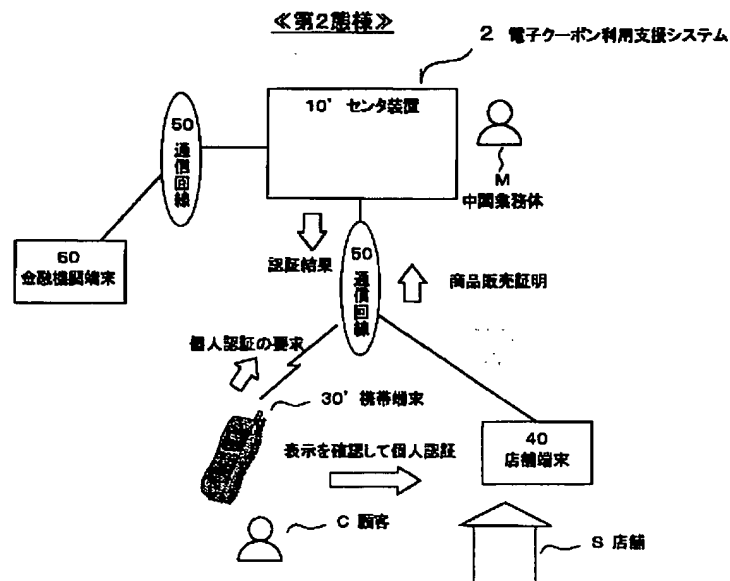 ≪第2態様≫
2 電子クーポン利用支援システム
10' センタ装置
50
通信回線
M
中間業務体
60
金融機関端末
認証結果
50
通信回線
商品販売証明
個人認証の要求
30' 携帯端末
40
店舗端末
表示を確認して個人認証
C 顧客
S 店舗